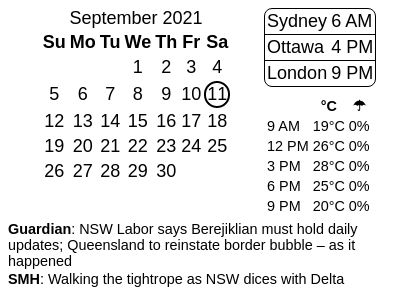 September 2021
Su Mo Tu We Th Fr Sa
1 2 3 4
5 6 7 8 9 10 11
12 13 14 15 16 17 18
19 20 21 22 23 24 25
26 27 28 29 30
Sydney 6 AM
Ottawa 4 PM
London 9 PM
°C ☂
9 AM 19°C 0%
12 PM 26°C 0%
3 PM 28°C 0%
6 PM 25°C 0%
9 PM 20°C 0%
Guardian: NSW Labor says Berejiklian must hold daily
updates; Queensland to reinstate border bubble – as it
happened
SMH: Walking the tightrope as NSW dices with Delta